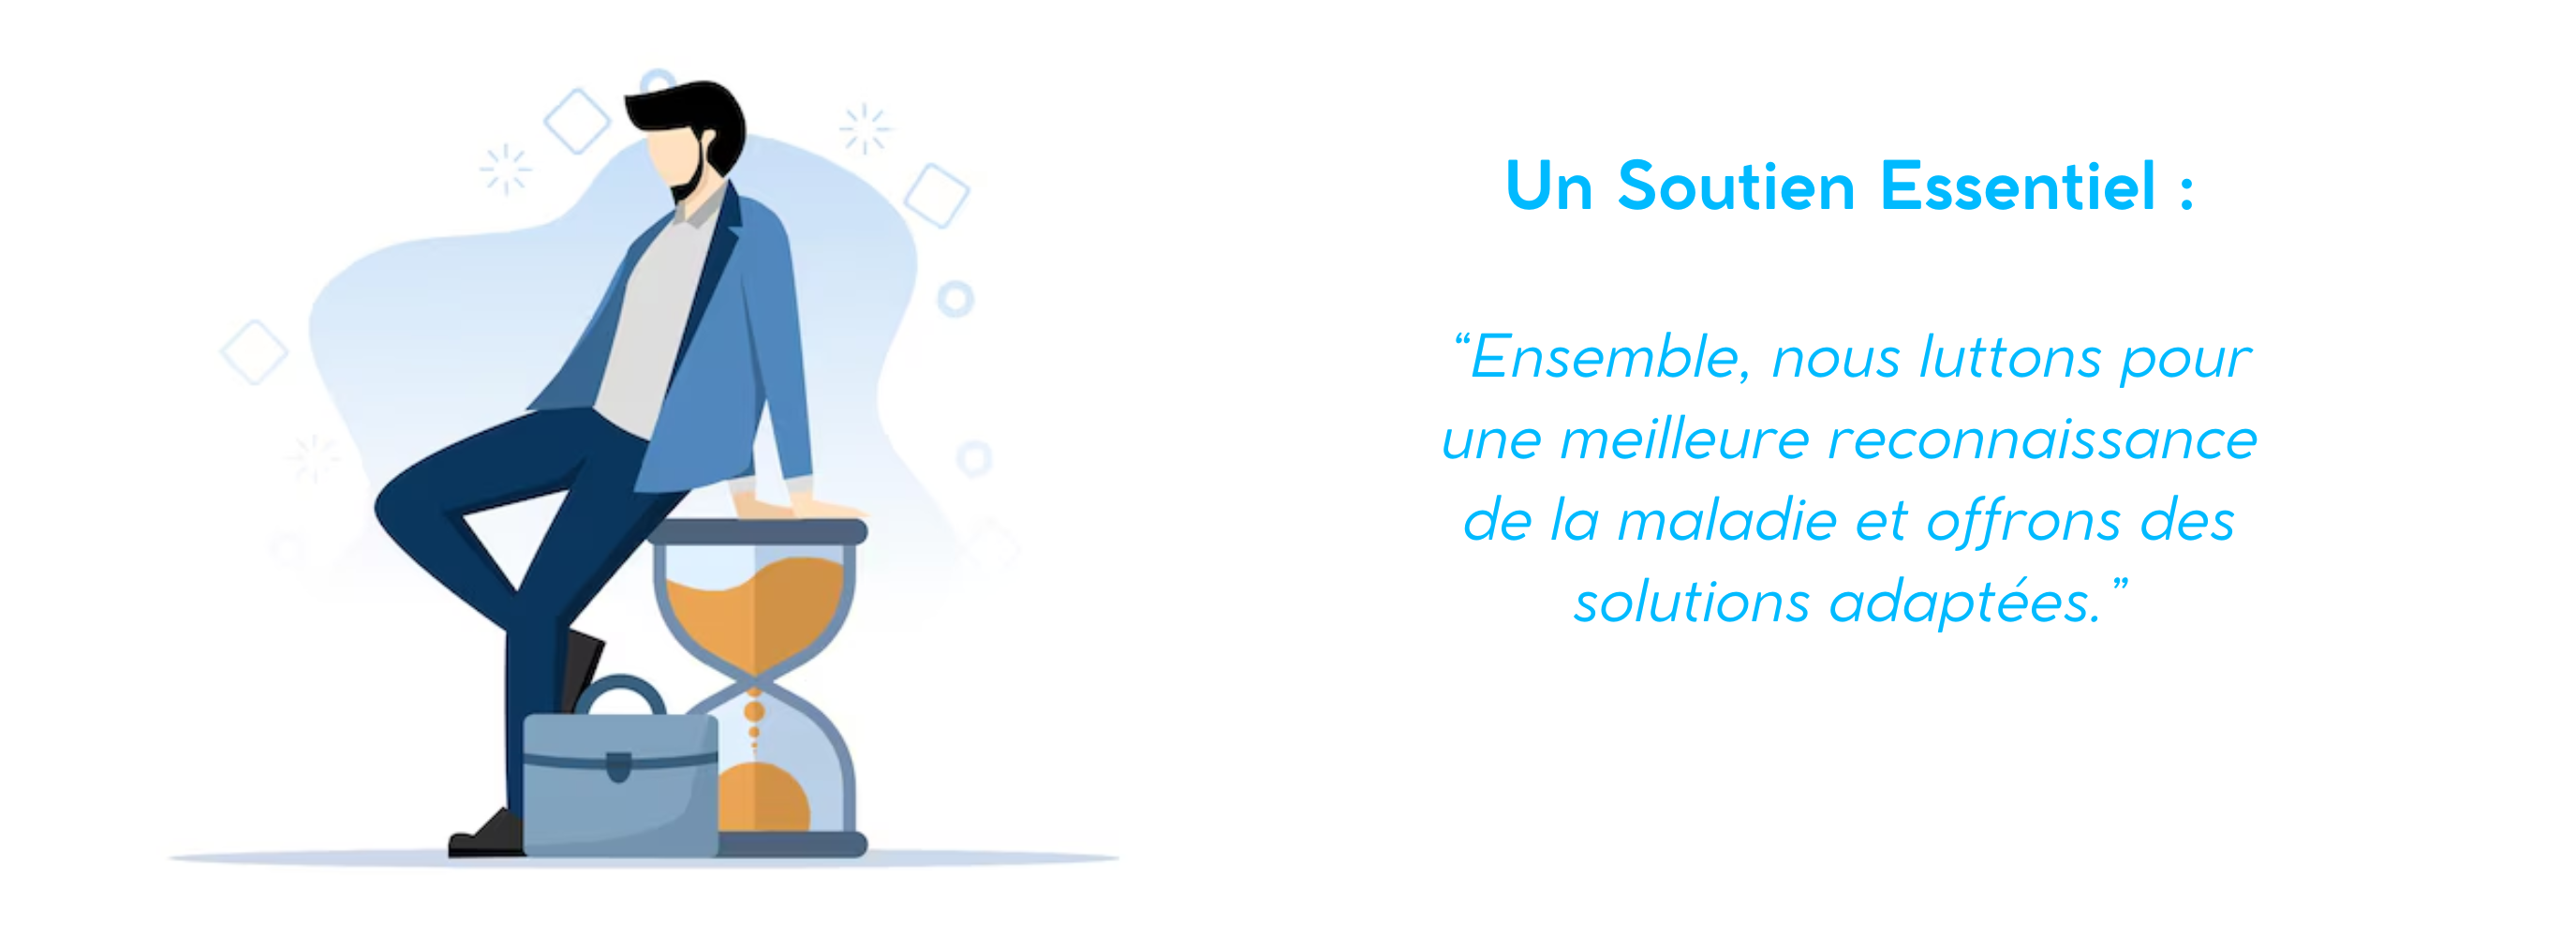 Un Soutien Essentiel :
“Ensemble, nous luttons pour
une meilleure reconnaissance
de la maladie et offrons des
solutions adaptées.”